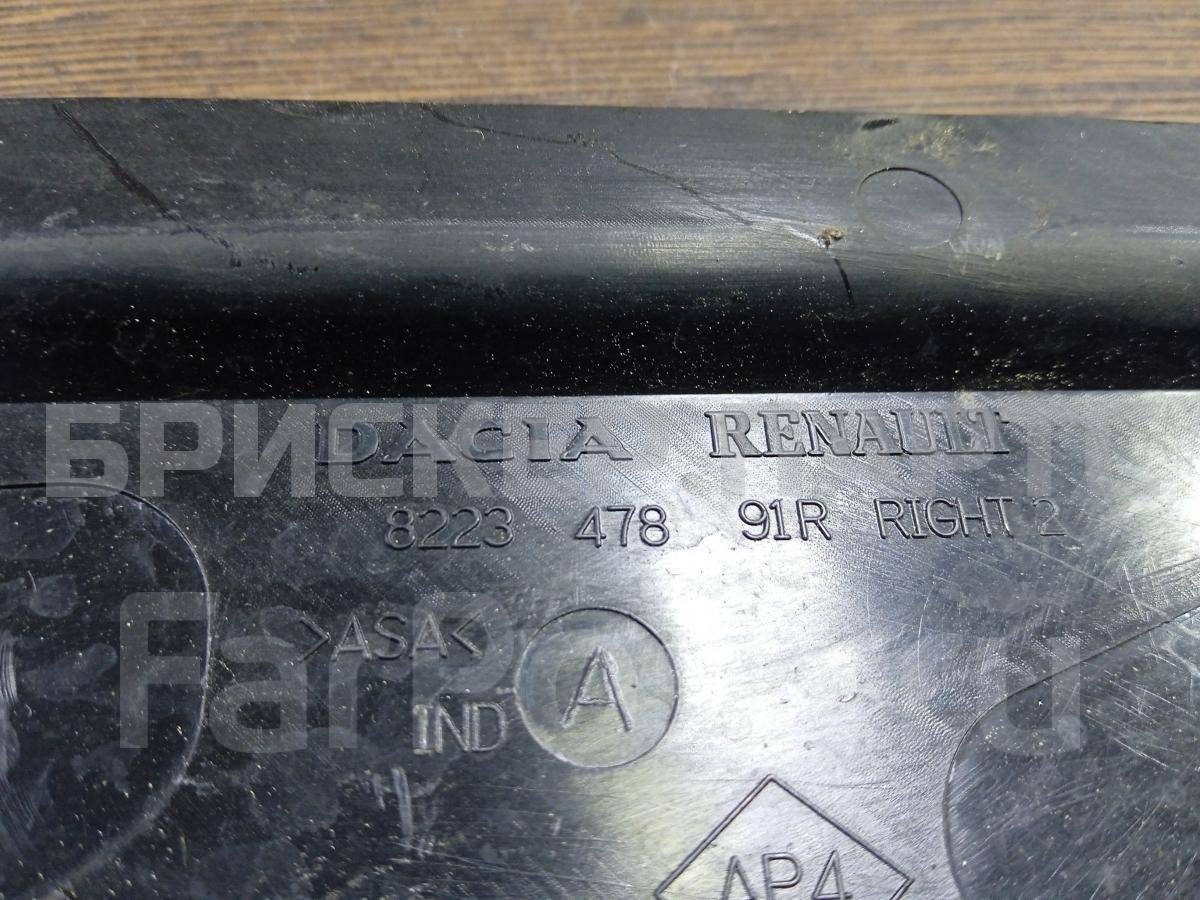 DACIA RENAULT
8223 478 91R RIGHT 2
>ASA<
IND A
AP4